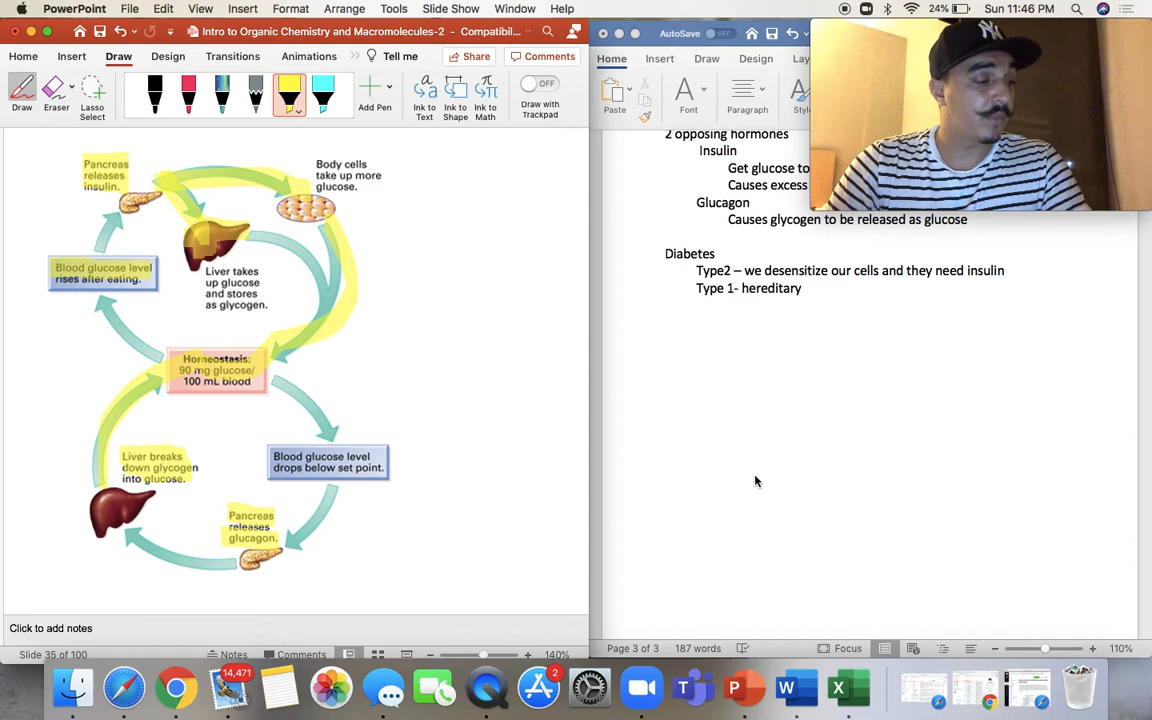 PowerPoint File Edit View Insert Format Arrange Tools Slide Show Window Help 24% Sun 11:46 PM
Intro to Organic Chemistry and Macromolecules-2 - Compatibil...
AutoSave OFF
Home Insert Draw Design Transitions Animations Tell me Share Comments
Home Insert Draw Design Lay
Draw
Eraser
Lasso
Select
Add Pen
Ink to
Text
Ink to
Shape
Ink to
Math
OFF
Draw with
Trackpad
Paste
Font
Paragraph
Pancreas
releases
insulin.
Body cells
take up more
glucose.
Blood glucose level
rises after eating.
Liver takes
up glucose
and stores
as glycogen.
Homeostasis:
90 mg glucose/
100 mL blood
Liver breaks
down glycogen
into glucose.
Blood glucose level
drops below set point.
Pancreas
releases
glucagon.
2 opposing hormones
Insulin
Get glucose to
Causes excess
Glucagon
Causes glycogen to be released as glucose
Diabetes
Type2 – we desensitize our cells and they need insulin
Type 1- hereditary
Click to add notes
Slide 35 of 100 Notes Comments 140%
Page 3 of 3 187 words Focus 110%
14,471
2